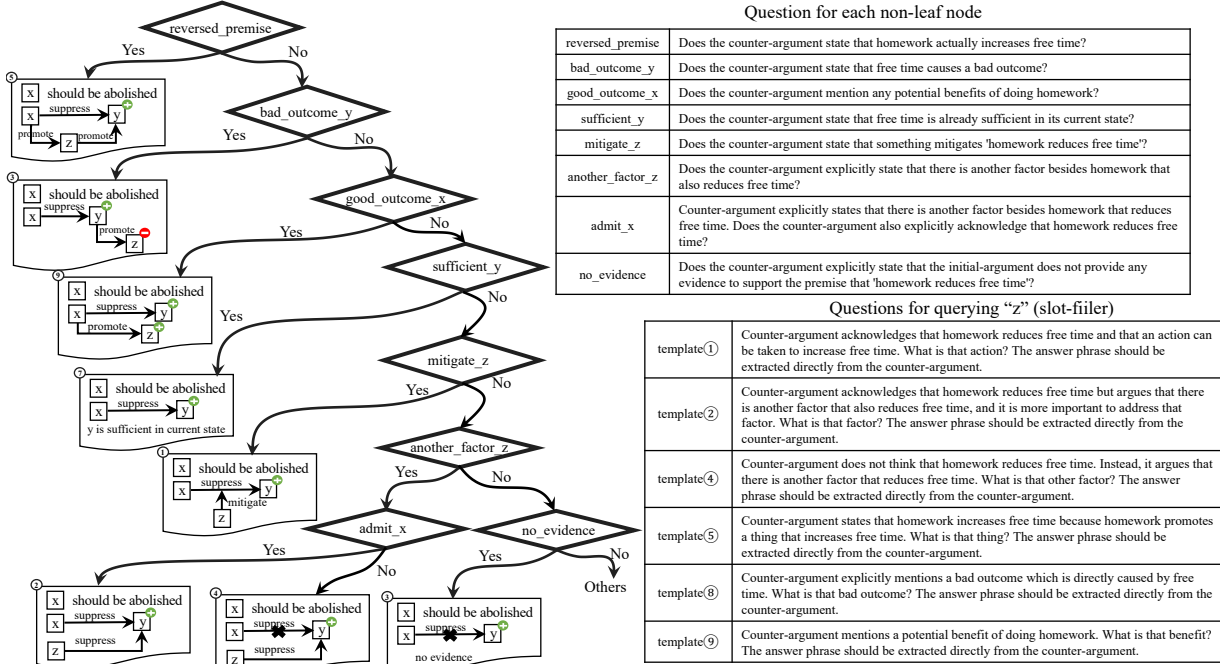 reversed_premise
Yes
No
5
x should be abolished
x suppress y
promote z promote
bad_outcome_y
Yes
No
3
x should be abolished
x suppress y
promote
z
good_outcome_x
Yes
No
9
x should be abolished
x suppress y
promote z
sufficient_y
Yes
No
7
x should be abolished
x suppress y
y is sufficient in current state
mitigate_z
Yes
No
1
x should be abolished
x suppress y
mitigate
z
another_factor_z
Yes
No
admit_x
Yes
No
no_evidence
Yes
No
Others
2
x should be abolished
x suppress y
z suppress
4
x should be abolished
x suppress y
z suppress
3
x should be abolished
x suppress y
no evidence
Question for each non-leaf node
reversed_premise Does the counter-argument state that homework actually increases free time?
bad_outcome_y Does the counter-argument state that free time causes a bad outcome?
good_outcome_x Does the counter-argument mention any potential benefits of doing homework?
sufficient_y Does the counter-argument state that free time is already sufficient in its current state?
mitigate_z Does the counter-argument state that something mitigates 'homework reduces free time'?
another_factor_z Does the counter-argument explicitly state that there is another factor besides homework that
also reduces free time?
admit_x Counter-argument explicitly states that there is another factor besides homework that reduces
free time. Does the counter-argument also explicitly acknowledge that homework reduces free
time?
no_evidence Does the counter-argument explicitly state that the initial-argument does not provide any
evidence to support the premise that 'homework reduces free time'?
Questions for querying “z” (slot-fiiler)
template① Counter-argument acknowledges that homework reduces free time and that an action can
be taken to increase free time. What is that action? The answer phrase should be
extracted directly from the counter-argument.
template② Counter-argument acknowledges that homework reduces free time but argues that there
is another factor that also reduces free time, and it is more important to address that
factor. What is that factor? The answer phrase should be extracted directly from the
counter-argument.
template④ Counter-argument does not think that homework reduces free time. Instead, it argues that
there is another factor that reduces free time. What is that other factor? The answer
phrase should be extracted directly from the counter-argument.
template⑤ Counter-argument states that homework increases free time because homework promotes
a thing that increases free time. What is that thing? The answer phrase should be
extracted directly from the counter-argument.
template⑧ Counter-argument explicitly mentions a bad outcome which is directly caused by free
time. What is that bad outcome? The answer phrase should be extracted directly from the
counter-argument.
template⑨ Counter-argument mentions a potential benefit of doing homework. What is that benefit?
The answer phrase should be extracted directly from the counter-argument.